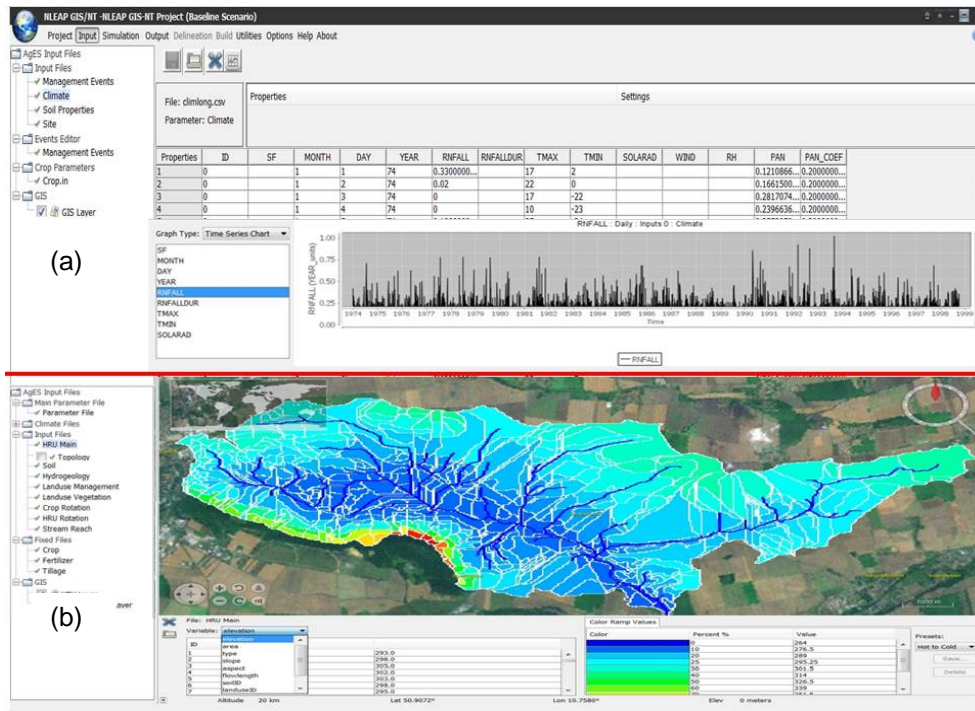 NLEAP GIS/NT -NLEAP GIS-NT Project (Baseline Scenario)
Project Input Simulation Output Delineation Build Utilities Options Help About
AgES Input Files
Input Files
Management Events
Climate
Soil Properties
Site
Events Editor
Management Events
Crop Parameters
Crop.in
GIS
GIS Layer
File: climlong.csv
Parameter: Climate
Properties Settings
Properties ID SF MONTH DAY YEAR RNFALL RNFALLDUR TMAX TMIN SOLARAD WIND RH PAN PAN_COEF
1 0 1 1 74 0.3300000... 17 2 0.1210866... 0.2000000...
2 0 1 2 74 0.02 22 0 0.1661500... 0.2000000...
3 0 1 3 74 0 17 -22 0.2817074... 0.2000000...
4 0 1 4 74 0 10 -23 0.2396636... 0.2000000...
(a)
Graph Type: Time Series Chart
SF
MONTH
DAY
YEAR
RNFALL
RNFALLDUR
TMAX
TMIN
SOLARAD
RNFALL : Daily : Inputs 0 : Climate
RNFALL (YEAR_units)
1.00
0.75
0.50
0.25
0.00
1974 1975 1976 1977 1978 1979 1980 1981 1982 1983 1984 1985 1986 1987 1988 1989 1990 1991 1992 1993 1994 1995 1996 1997 1998 1999
Time
RNFALL
AgES Input Files
Main Parameter File
Parameter File
Climate Files
Input Files
HRU Main
Topology
Soil
Hydrogeology
Landuse Management
Landuse Vegetation
Crop Rotation
HRU Rotation
Stream Reach
Fixed Files
Crop
Fertilizer
Tillage
GIS
ayer
(b)
File: HRU Main
Variable: elevation
elevation
area
type
slope
aspect
flowlength
soilID
landuseID
ID
1 293.0
2 298.0
3 305.0
4 302.0
5 303.0
6 298.0
7 295.0
Color Ramp Values
Color Percent % Value
0 264
10 276.5
20 289
25 295.25
30 301.5
40 314
50 326.5
60 339
Presets:
Hot to Cold
Save...
Delete
Altitude 20 km Lat 50.9072° Lon 10.7580° Elev 0 meters